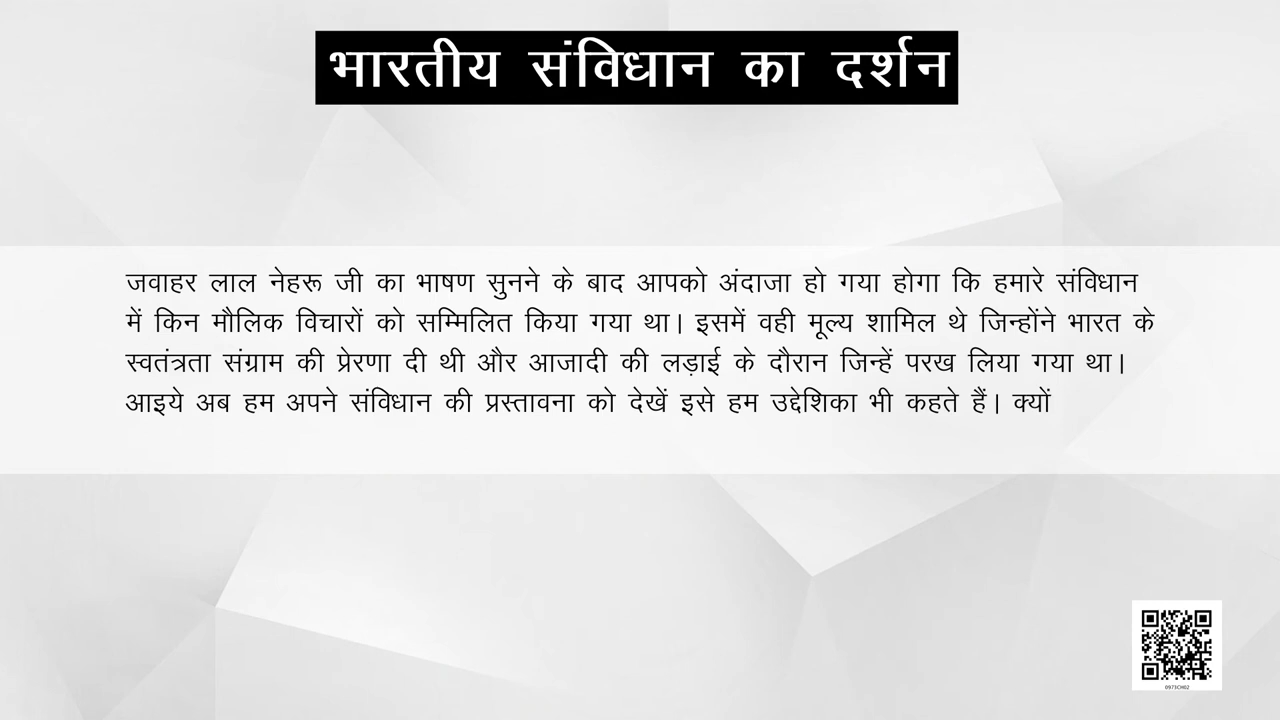 भारतीय संविधान का दर्शन
जवाहर लाल नेहरू जी का भाषण सुनने के बाद आपको अंदाजा हो गया होगा कि हमारे संविधान
में किन मौलिक विचारों को सम्मिलित किया गया था। इसमें वही मूल्य शामिल थे जिन्होंने भारत के
स्वतंत्रता संग्राम की प्रेरणा दी थी और आजादी की लड़ाई के दौरान जिन्हें परख लिया गया था।
आइये अब हम अपने संविधान की प्रस्तावना को देखें इसे हम उद्देशिका भी कहते हैं। क्यों
0973CH02